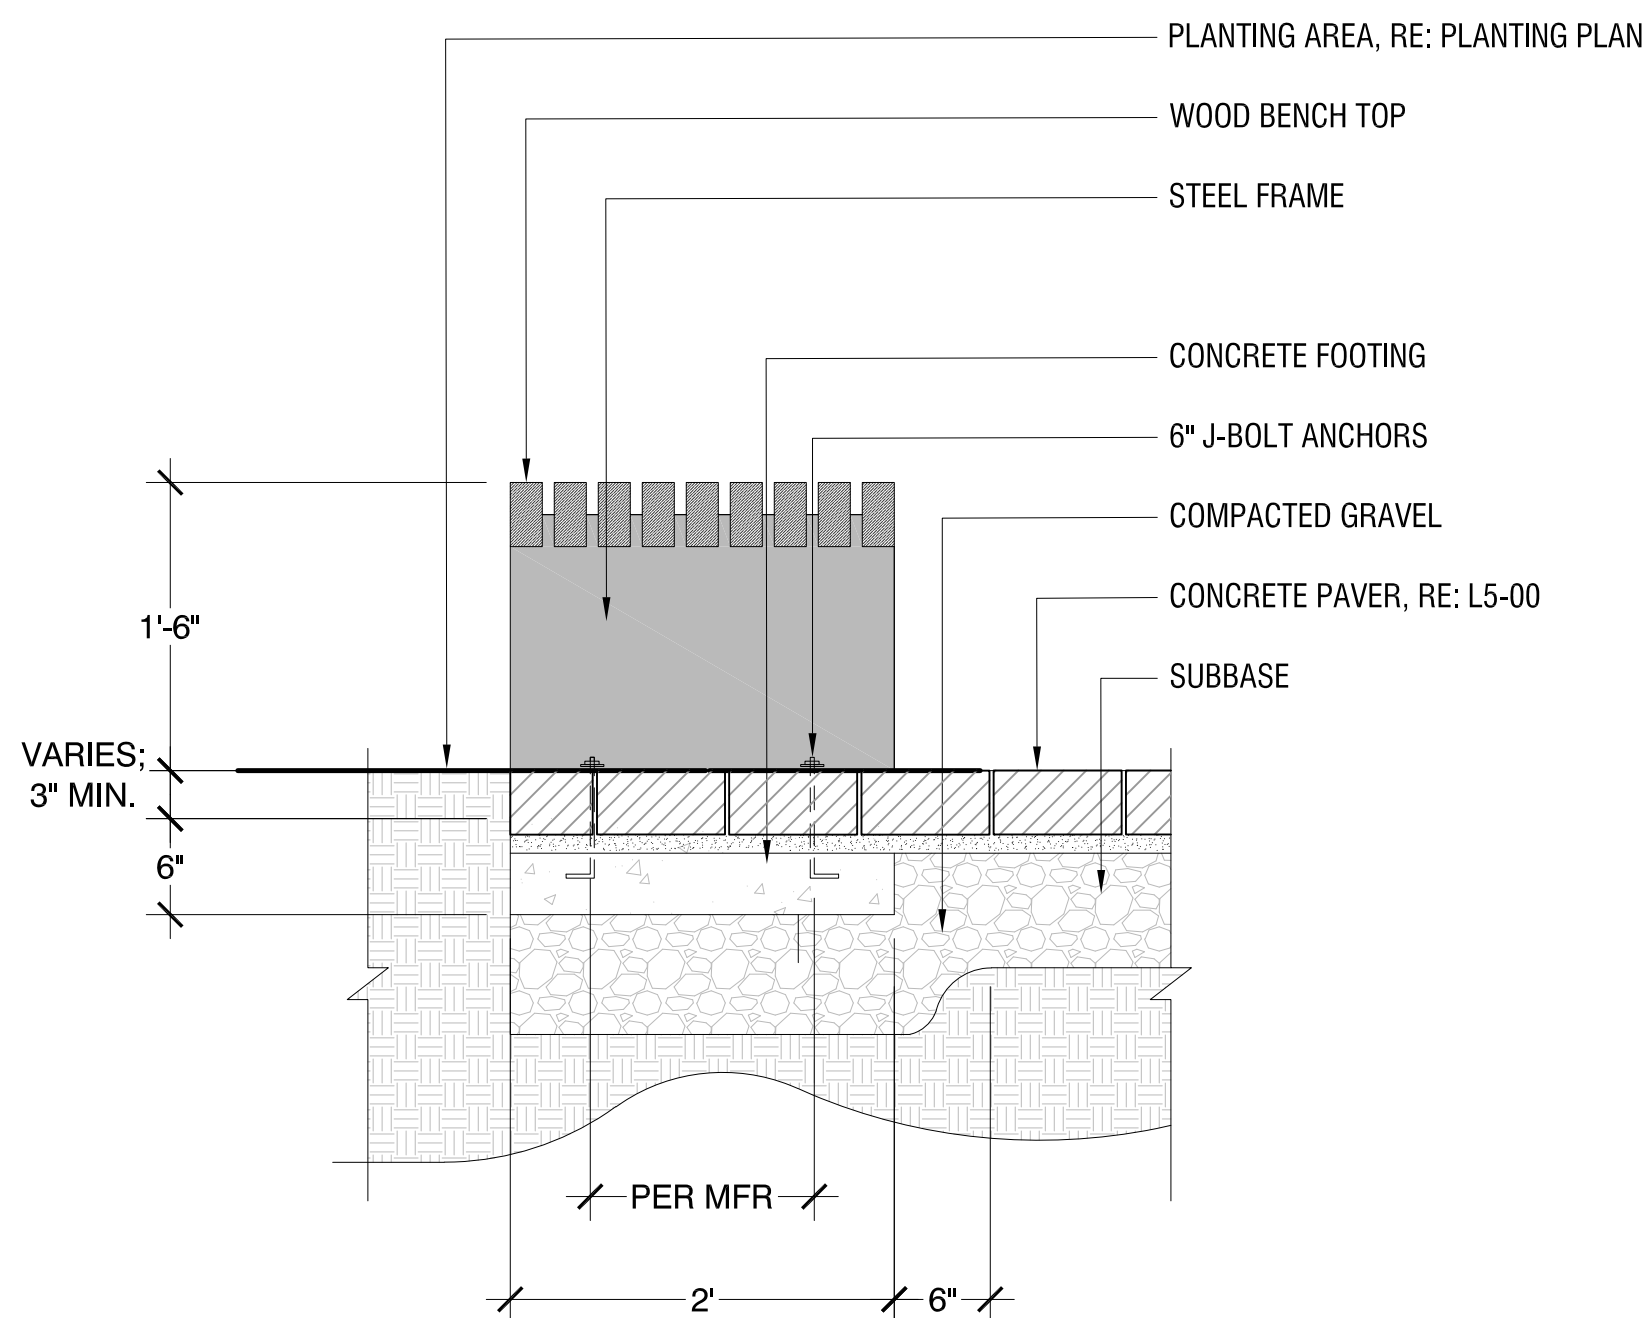 PLANTING AREA, RE: PLANTING PLAN
WOOD BENCH TOP
STEEL FRAME
CONCRETE FOOTING
6" J-BOLT ANCHORS
COMPACTED GRAVEL
CONCRETE PAVER, RE: L5-00
SUBBASE
1'-6"
VARIES;
3" MIN.
6"
PER MFR
2'
6"